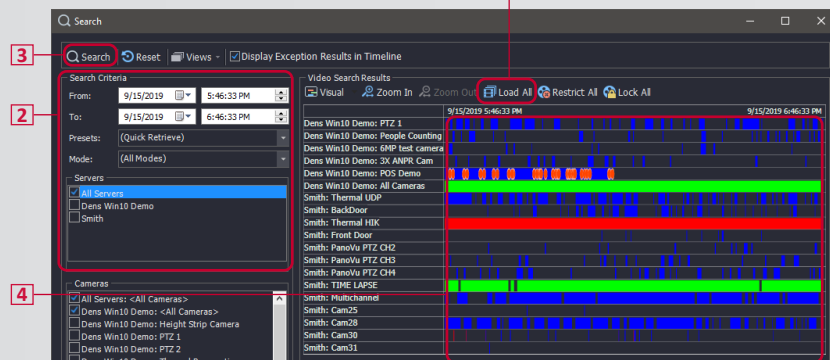 Search
3
Search Reset Views Display Exception Results in Timeline
Search Criteria
From: 9/15/2019 5:46:33 PM
2
To: 9/15/2019 6:46:33 PM
Presets: (Quick Retrieve)
Mode: (All Modes)
Servers
All Servers
Dens Win10 Demo
Smith
4
Cameras
All Servers: <All Cameras>
Dens Win10 Demo: <All Cameras>
Dens Win10 Demo: Height Strip Camera
Dens Win10 Demo: PTZ 1
Dens Win10 Demo: PTZ 2
Video Search Results
Visual Zoom In Zoom Out Load All Restrict All Lock All
9/15/2019 5:46:33 PM 9/15/2019 6:46:33 PM
Dens Win10 Demo: PTZ 1
Dens Win10 Demo: People Counting
Dens Win10 Demo: 6MP test camera
Dens Win10 Demo: 3X ANPR Cam
Dens Win10 Demo: POS Demo
Dens Win10 Demo: All Cameras
Smith: Thermal UDP
Smith: BackDoor
Smith: Thermal HIK
Smith: Front Door
Smith: PanoVu PTZ CH2
Smith: PanoVu PTZ CH3
Smith: PanoVu PTZ CH4
Smith: TIME LAPSE
Smith: Multichannel
Smith: Cam25
Smith: Cam28
Smith: Cam30
Smith: Cam31